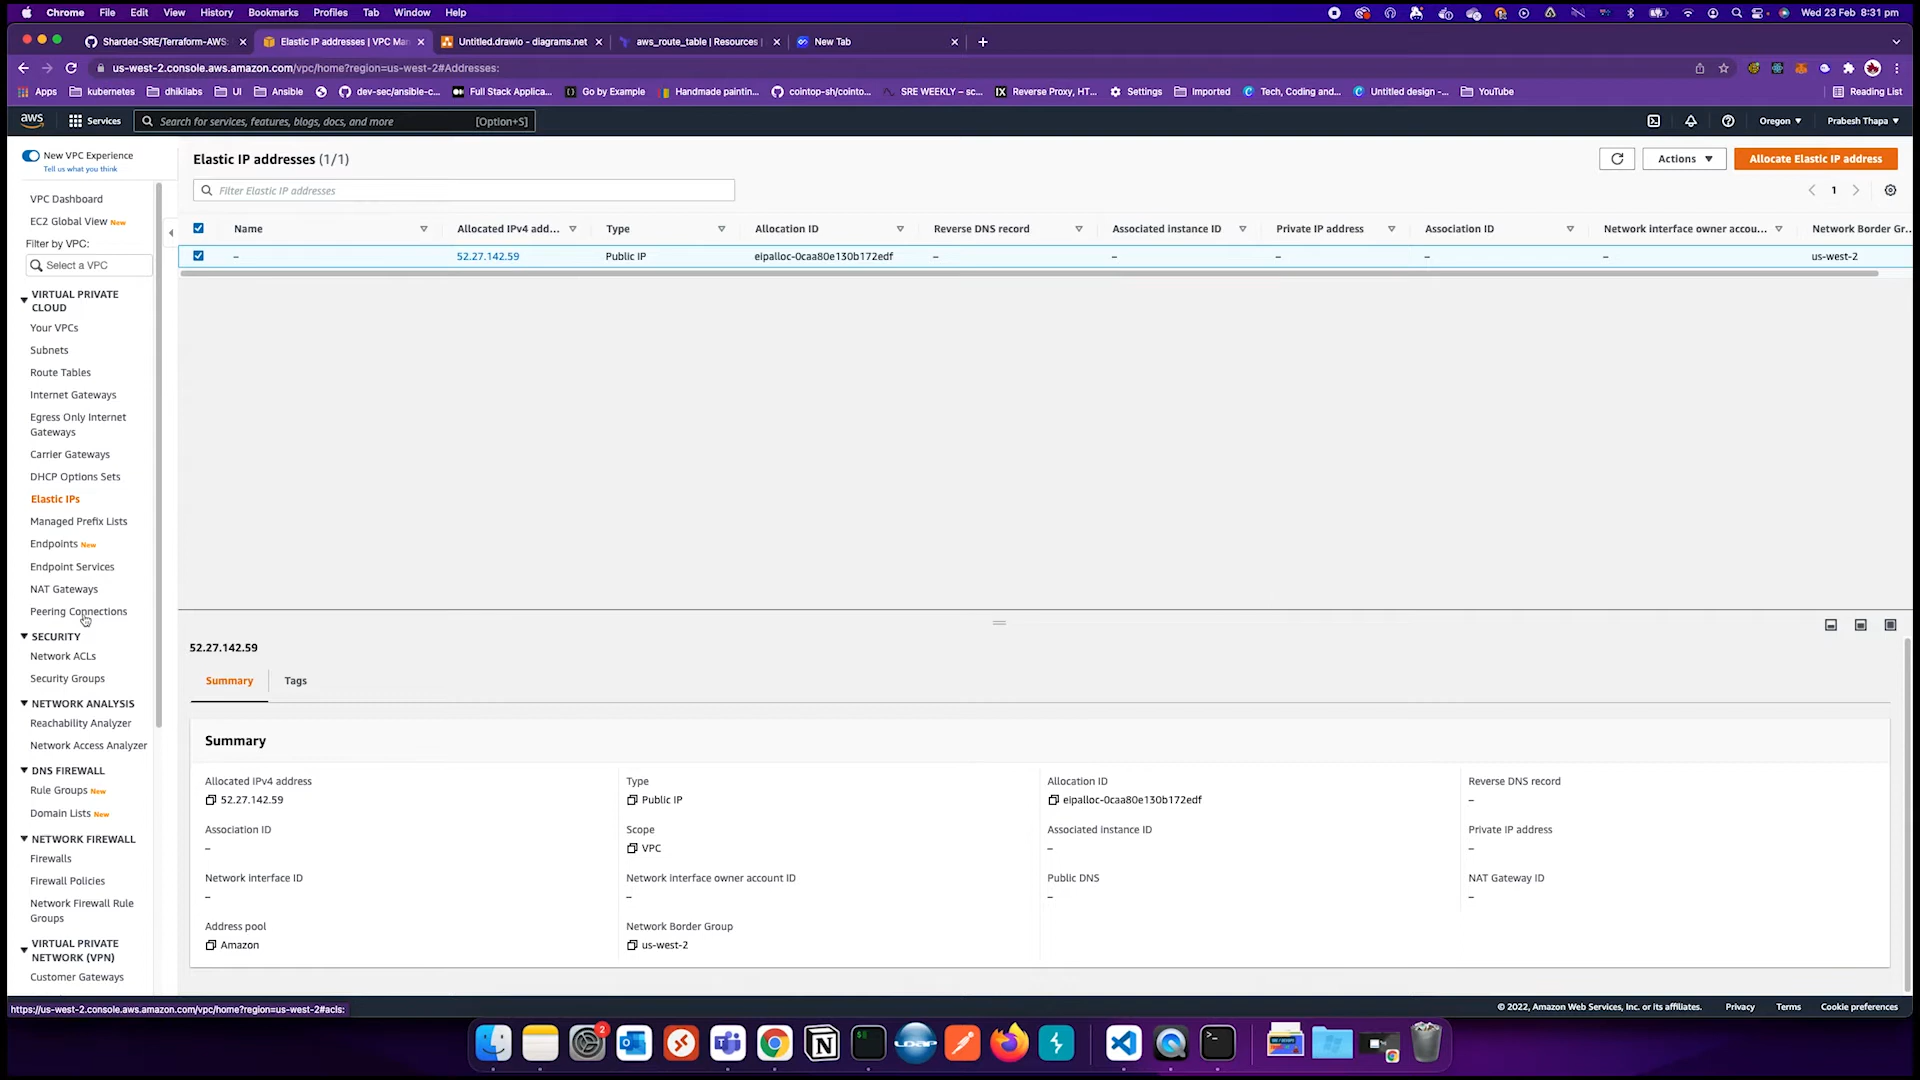 Chrome File Edit View History Bookmarks Profiles Tab Window Help Wed 23 Feb 8:31 pm
Sharded-SRE/Terraform-AWS: Elastic IP addresses | VPC Ma Untitled.drawio - diagrams.net aws_route_table | Resources | New Tab
us-west-2.console.aws.amazon.com/vpc/home?region=us-west-2#Addresses:
Apps kubernetes dhikilabs UI Ansible dev-sec/ansible-c... Full Stack Applica... Go by Example Handmade paintin... cointop-sh/cointo... SRE WEEKLY – sc... Reverse Proxy, HT... Settings Imported Tech, Coding and... Untitled design -... YouTube Reading List
aws Services Search for services, features, blogs, docs, and more [Option+S] Oregon Prabesh Thapa
New VPC Experience
Tell us what you think
VPC Dashboard
EC2 Global View New
Filter by VPC:
Select a VPC
VIRTUAL PRIVATE
CLOUD
Your VPCs
Subnets
Route Tables
Internet Gateways
Egress Only Internet
Gateways
Carrier Gateways
DHCP Options Sets
Elastic IPs
Managed Prefix Lists
Endpoints New
Endpoint Services
NAT Gateways
Peering Connections
SECURITY
Network ACLs
Security Groups
NETWORK ANALYSIS
Reachability Analyzer
Network Access Analyzer
DNS FIREWALL
Rule Groups New
Domain Lists New
NETWORK FIREWALL
Firewalls
Firewall Policies
Network Firewall Rule
Groups
VIRTUAL PRIVATE
NETWORK (VPN)
Customer Gateways
Elastic IP addresses (1/1) Actions Allocate Elastic IP address
Filter Elastic IP addresses 1
Name Allocated IPv4 add... Type Allocation ID Reverse DNS record Associated instance ID Private IP address Association ID Network interface owner accou... Network Border Gr...
– 52.27.142.59 Public IP eipalloc-0caa80e130b172edf – – – – – us-west-2
52.27.142.59
Summary Tags
Summary
Allocated IPv4 address Type Allocation ID Reverse DNS record
52.27.142.59 Public IP eipalloc-0caa80e130b172edf –
Association ID Scope Associated instance ID Private IP address
– VPC – –
Network interface ID Network interface owner account ID Public DNS NAT Gateway ID
– – – –
Address pool Network Border Group
Amazon us-west-2
https://us-west-2.console.aws.amazon.com/vpc/home?region=us-west-2#acls: © 2022, Amazon Web Services, Inc. or its affiliates. Privacy Terms Cookie preferences
2